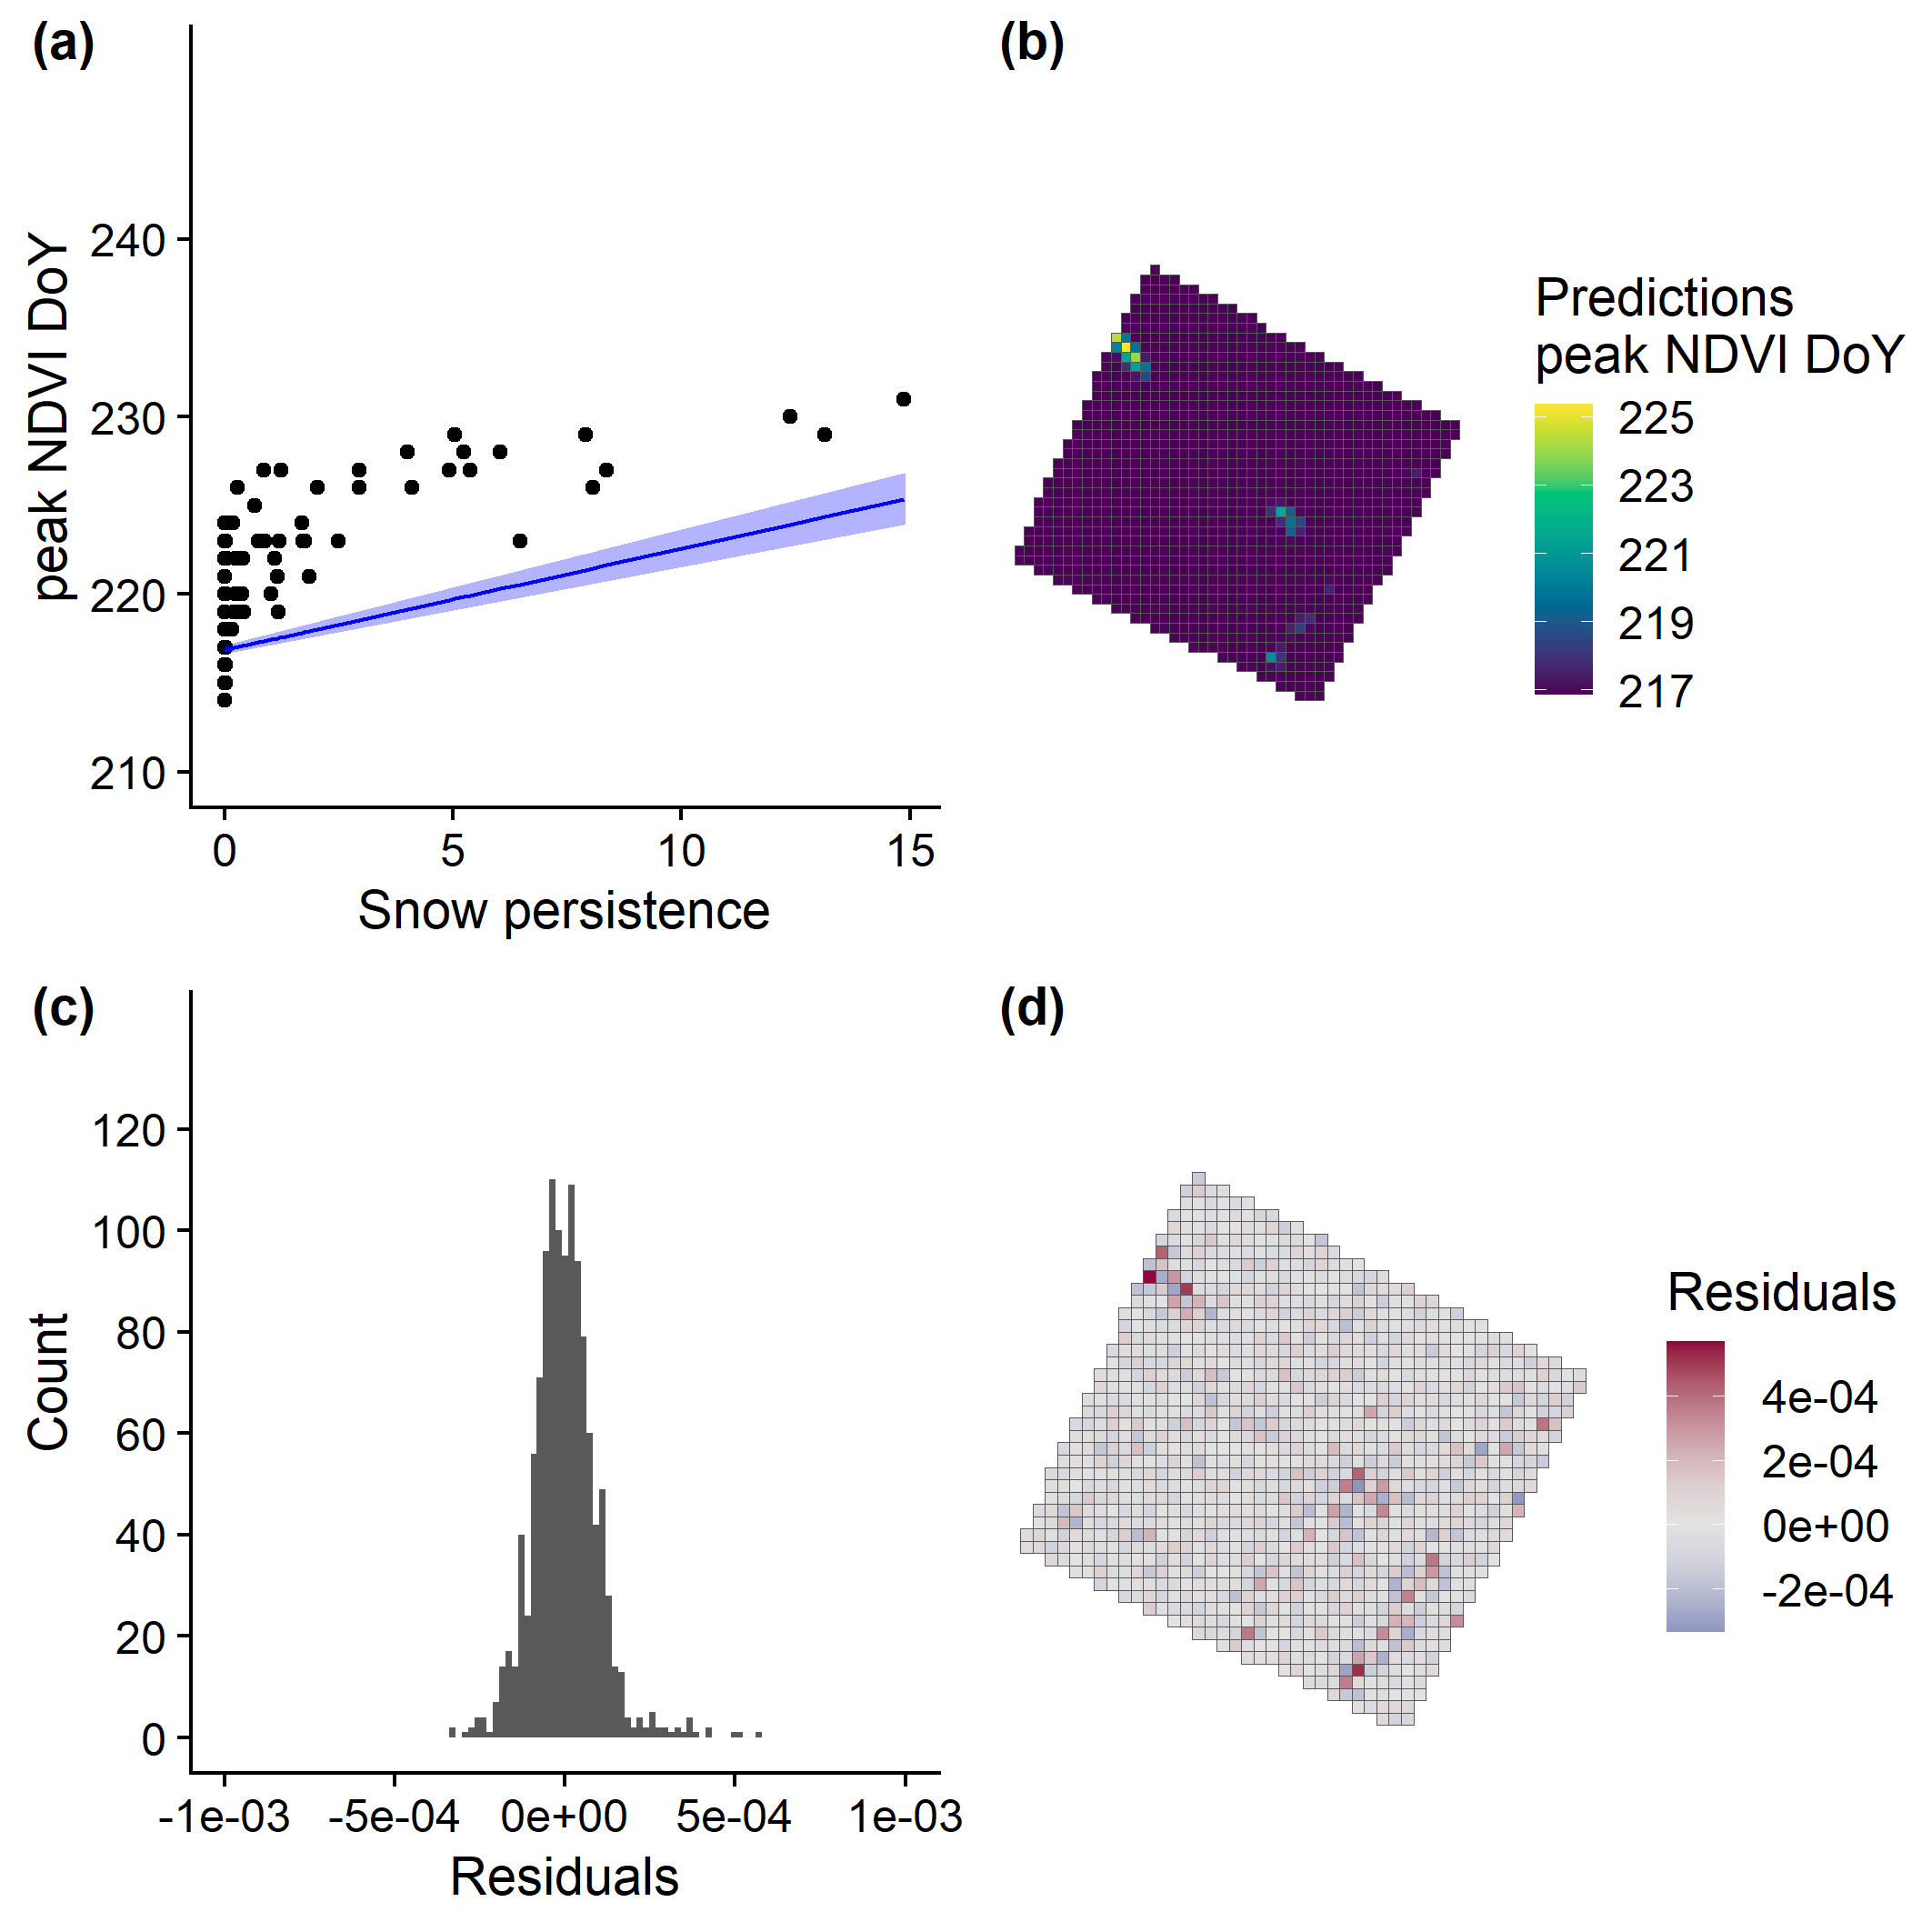 (a)
peak NDVI DoY
240
230
220
210
0 5 10 15
Snow persistence
(b)
Predictions
peak NDVI DoY
225
223
221
219
217
(c)
Count
120
100
80
60
40
20
0
-1e-03 -5e-04 0e+00 5e-04 1e-03
Residuals
(d)
Residuals
4e-04
2e-04
0e+00
-2e-04